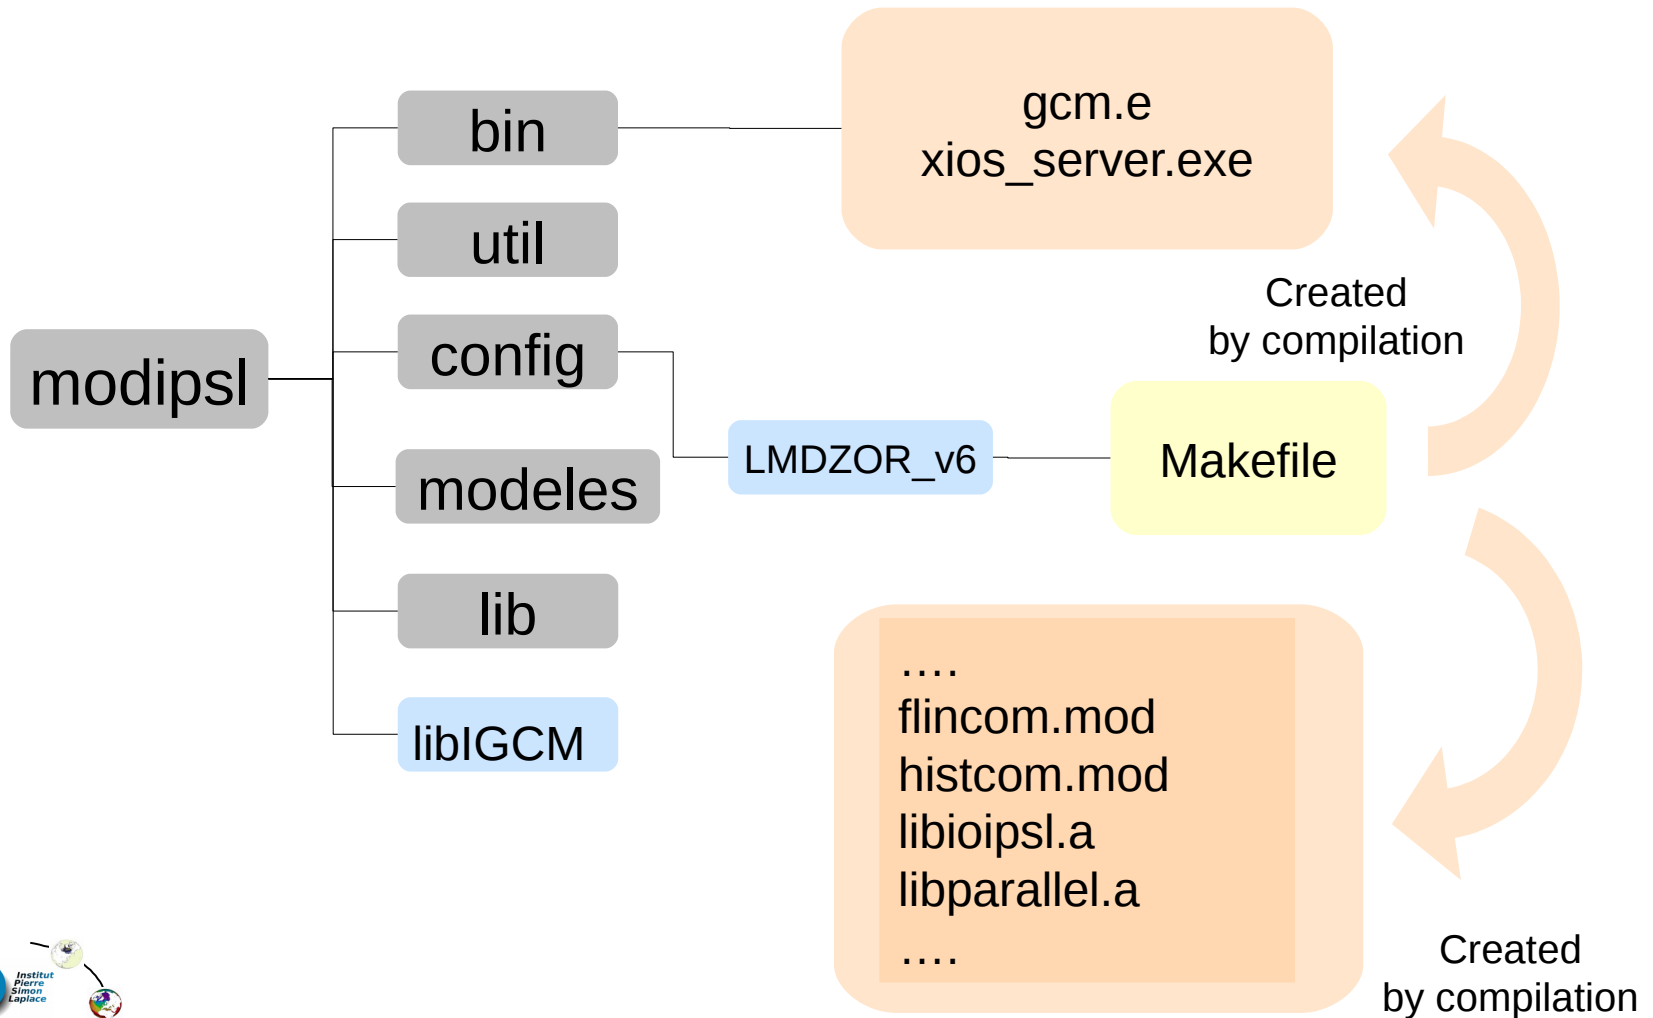 modipsl
bin
util
config
modeles
lib
libIGCM
LMDZOR_v6
Makefile
gcm.e
xios_server.exe
Created
by compilation
....
flincom.mod
histcom.mod
libioipsl.a
libparallel.a
....
Created
by compilation
Institut
Pierre
Simon
Laplace